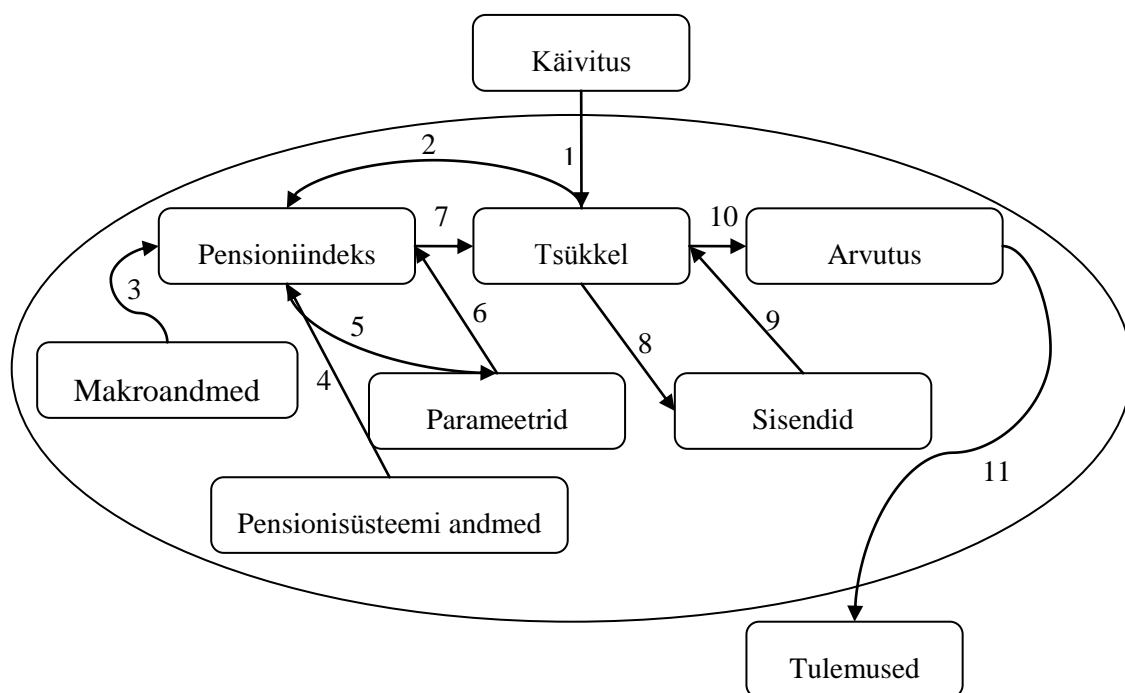 Käivitus
2
1
7
10
Pensioniindeks
Tsükkel
Arvutus
3
5
6
8
9
4
Makroandmed
Parameetrid
Sisendid
11
Pensionisüsteemi andmed
Tulemused